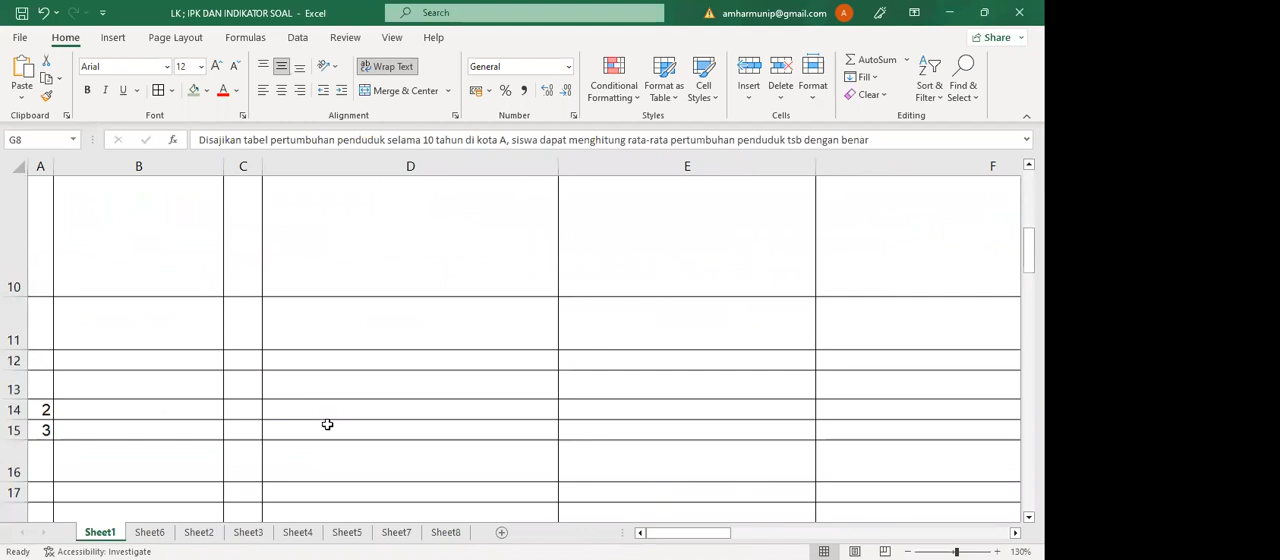 LK ; IPK DAN INDIKATOR SOAL - Excel
Search
amharmunip@gmail.com
A
File Home Insert Page Layout Formulas Data Review View Help
Share
Paste
Clipboard
Arial 12
B I U
Font
Wrap Text
Merge & Center
Alignment
General
Number
Conditional Formatting
Format as Table
Cell Styles
Styles
Insert
Delete
Format
Cells
AutoSum
Fill
Clear
Sort & Filter
Find & Select
Editing
G8
fx
Disajikan tabel pertumbuhan penduduk selama 10 tahun di kota A, siswa dapat menghitung rata-rata pertumbuhan penduduk tsb dengan benar
A B C D E F
10
11
12
13
14 2
15 3
16
17
Sheet1 Sheet6 Sheet2 Sheet3 Sheet4 Sheet5 Sheet7 Sheet8
Ready Accessibility: Investigate
130%